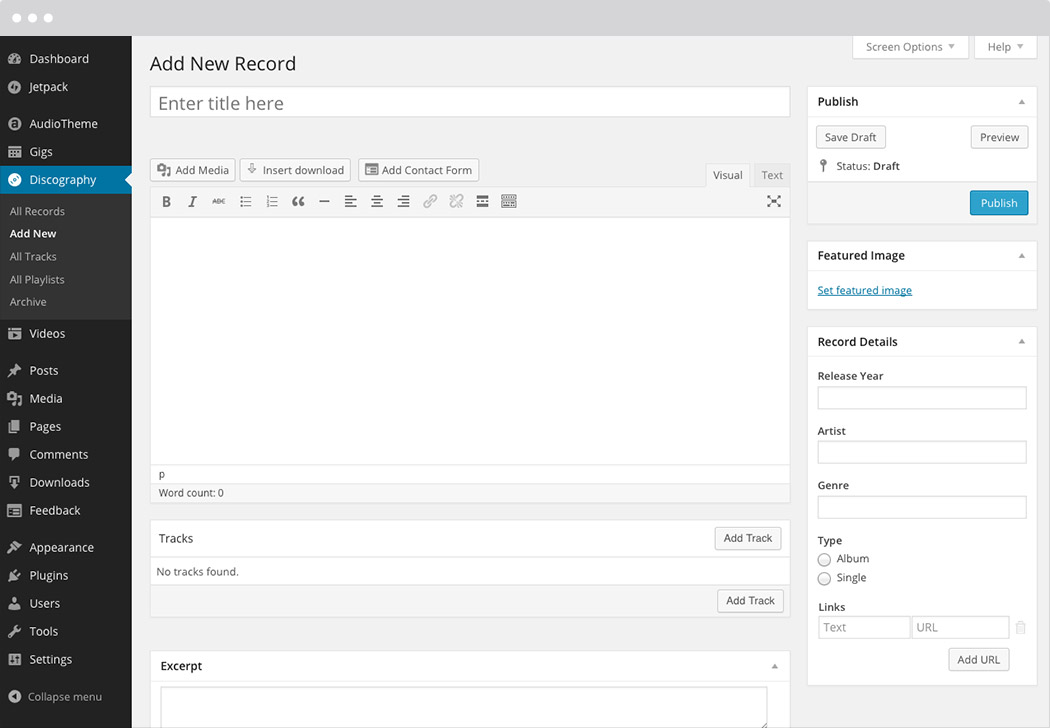 Screen Options
Help
Dashboard
Jetpack
AudioTheme
Gigs
Discography
All Records
Add New
All Tracks
All Playlists
Archive
Videos
Posts
Media
Pages
Comments
Downloads
Feedback
Appearance
Plugins
Users
Tools
Settings
Collapse menu
Add New Record
Enter title here
Add Media Insert download Add Contact Form
Visual Text
B I ABC
p
Word count: 0
Tracks Add Track
No tracks found.
Add Track
Excerpt
Publish
Save Draft Preview
Status: Draft
Publish
Featured Image
Set featured image
Record Details
Release Year
Artist
Genre
Type
Album
Single
Links
Text URL
Add URL